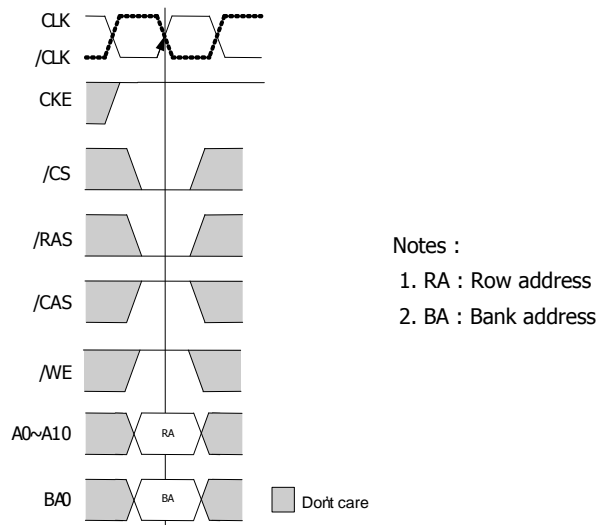 CLK
/CLK
CKE
/CS
/RAS
/CAS
/WE
A0~A10
RA
BA0
BA
Don't care
Notes :
1. RA : Row address
2. BA : Bank address